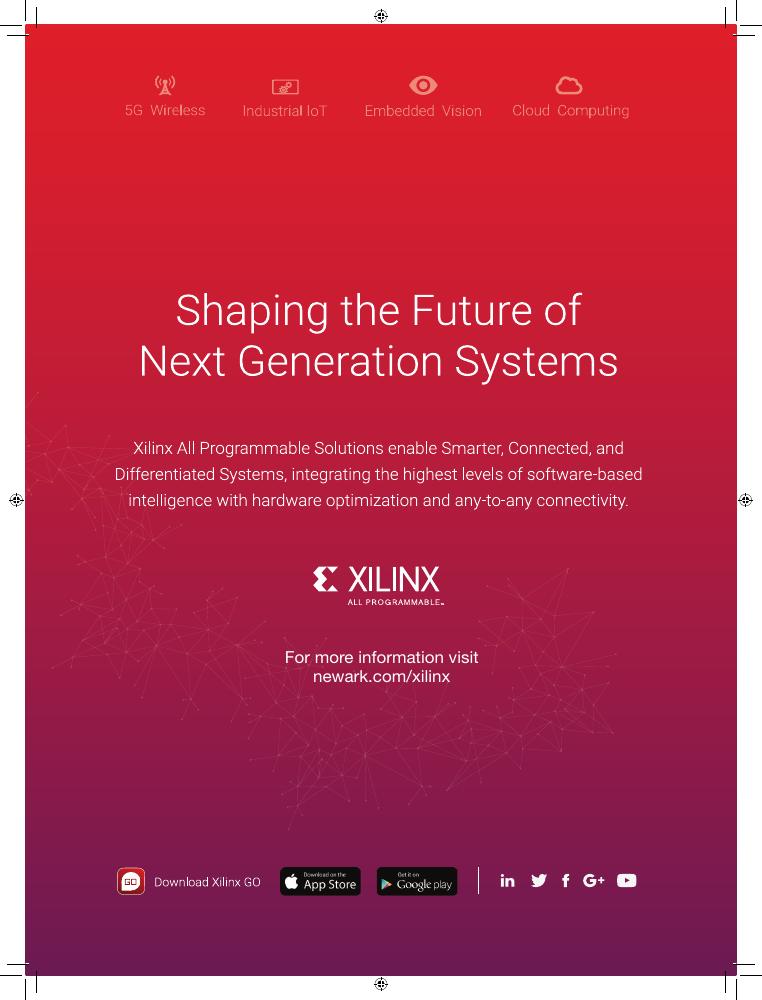 5G Wireless
Industrial IoT
Embedded Vision
Cloud Computing
Shaping the Future of
Next Generation Systems
Xilinx All Programmable Solutions enable Smarter, Connected, and
Differentiated Systems, integrating the highest levels of software-based
intelligence with hardware optimization and any-to-any connectivity.
XILINX
ALL PROGRAMMABLE™
For more information visit
newark.com/xilinx
GO
Download Xilinx GO
Download on the
App Store
Get it on
Google play
in
f
G+